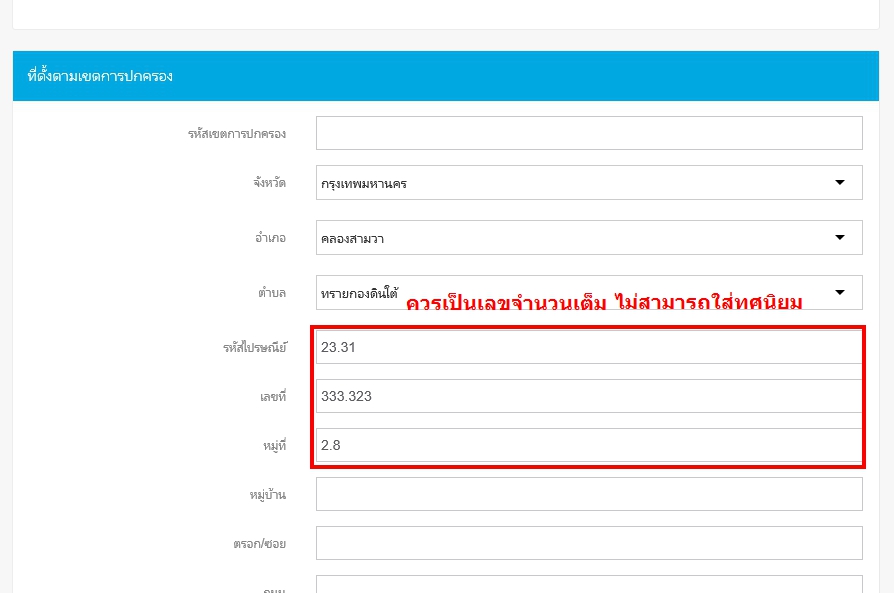 ที่ตั้งตามเขตการปกครอง
รหัสเขตการปกครอง
จังหวัด กรุงเทพมหานคร
อำเภอ คลองสามวา
ตำบล ทรายกองดินใต้
ควรเป็นเลขจำนวนเต็ม ไม่สามารถใส่ทศนิยม
รหัสไปรษณีย์ 23.31
เลขที่ 333.323
หมู่ที่ 2.8
หมู่บ้าน
ตรอก/ซอย